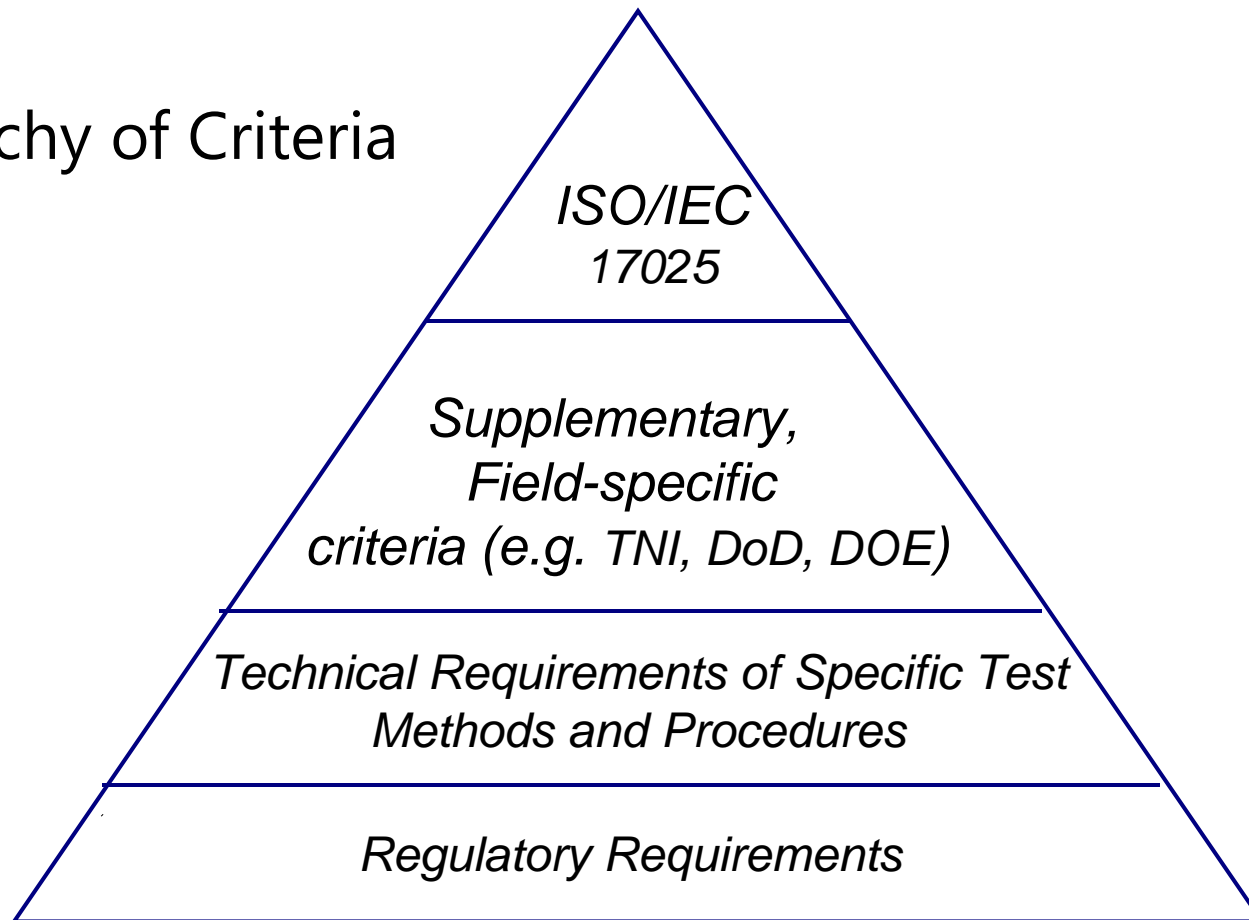 chy of Criteria
ISO/IEC
17025
Supplementary,
Field-specific
criteria (e.g. TNI, DoD, DOE)
Technical Requirements of Specific Test
Methods and Procedures
Regulatory Requirements